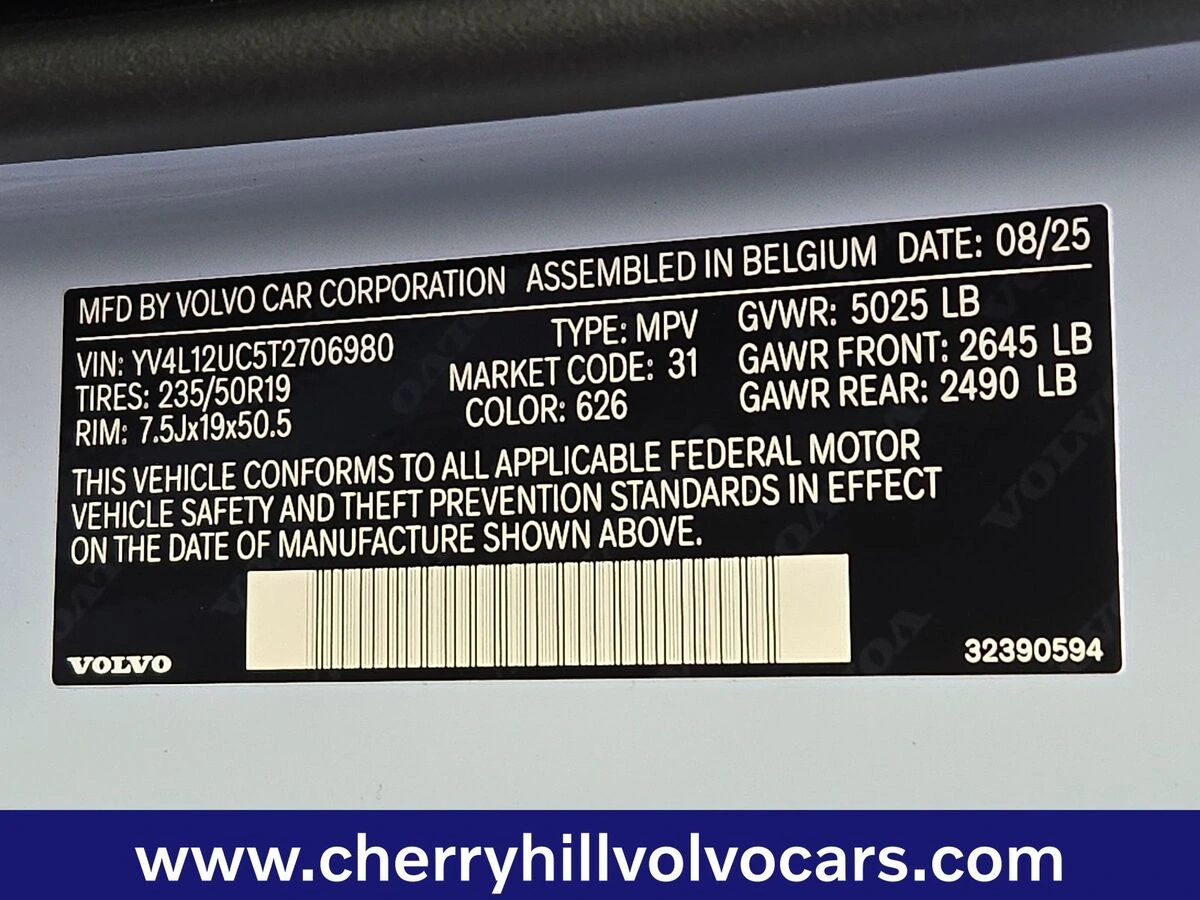 MFD BY VOLVO CAR CORPORATION ASSEMBLED IN BELGIUM DATE: 08/25
VIN: YV4L12UC5T2706980 TYPE: MPV GVWR: 5025 LB
TIRES: 235/50R19 MARKET CODE: 31 GAWR FRONT: 2645 LB
RIM: 7.5Jx19x50.5 COLOR: 626 GAWR REAR: 2490 LB
THIS VEHICLE CONFORMS TO ALL APPLICABLE FEDERAL MOTOR
VEHICLE SAFETY AND THEFT PREVENTION STANDARDS IN EFFECT
ON THE DATE OF MANUFACTURE SHOWN ABOVE.
VOLVO 32390594
www.cherryhillvolvocars.com